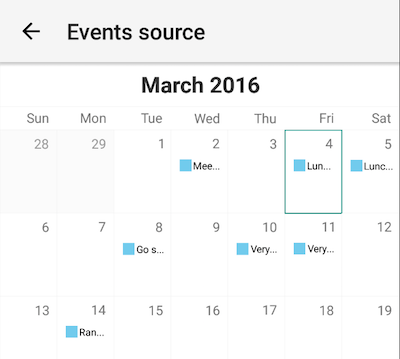 Events source
March 2016
Sun Mon Tue Wed Thu Fri Sat
28 29 1 2 3 4 5
Mee... Lun... Lunc...
6 7 8 9 10 11 12
Go s... Very... Very...
13 14 15 16 17 18 19
Ran...